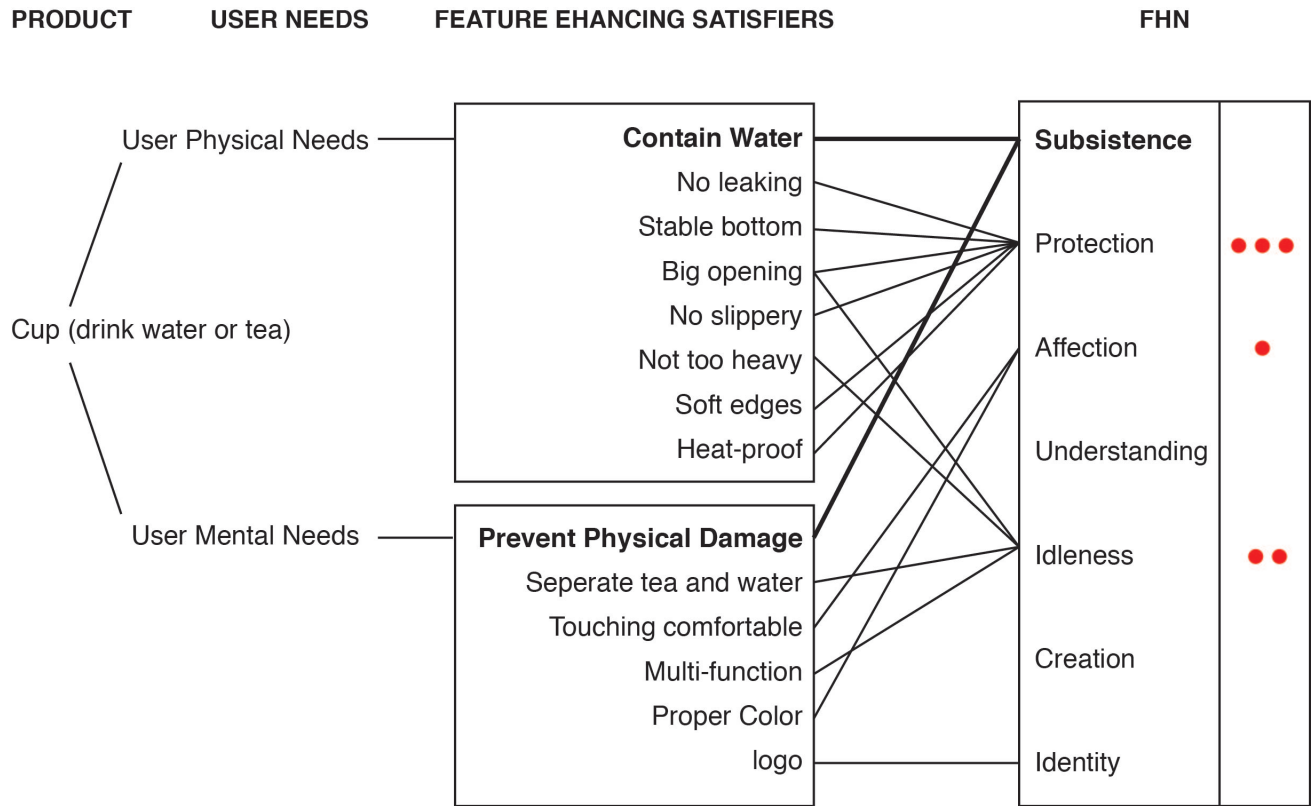 PRODUCT USER NEEDS FEATURE EHANCING SATISFIERS FHN
User Physical Needs
Cup (drink water or tea)
User Mental Needs
Contain Water
No leaking
Stable bottom
Big opening
No slippery
Not too heavy
Soft edges
Heat-proof
Prevent Physical Damage
Seperate tea and water
Touching comfortable
Multi-function
Proper Color
logo
Subsistence
Protection
Affection
Understanding
Idleness
Creation
Identity